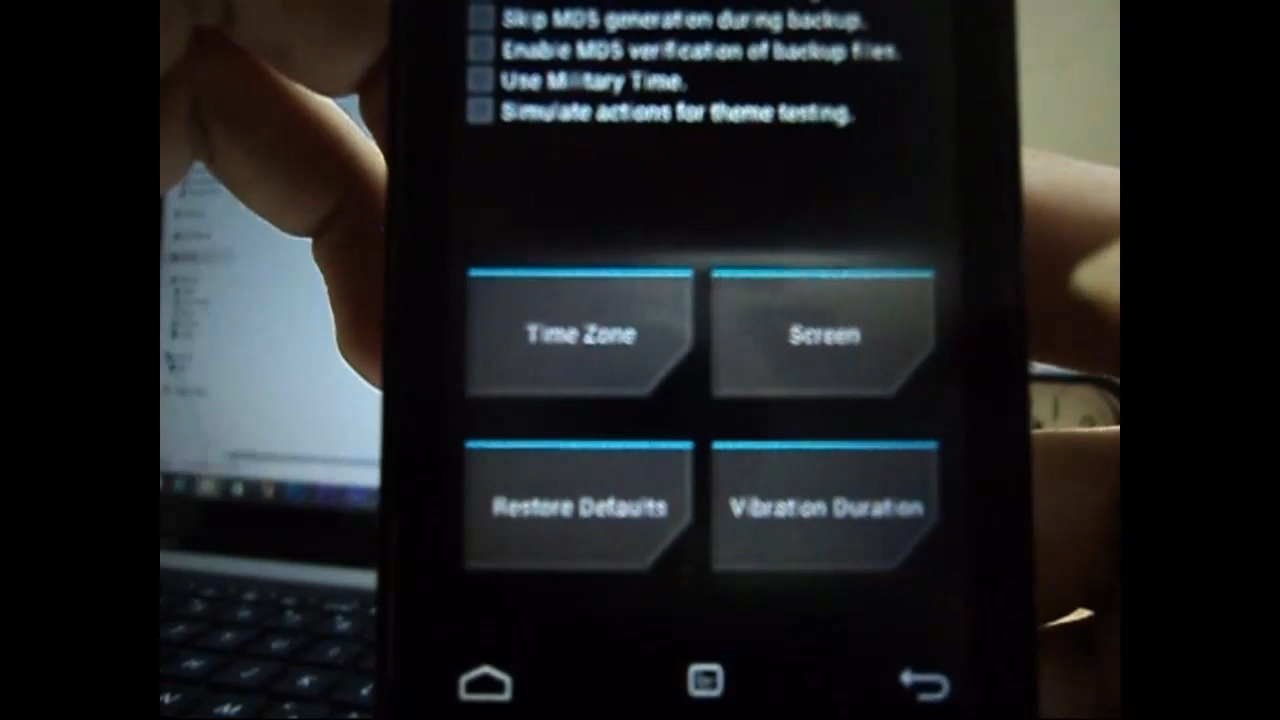 Skip MD5 generation during backup.
Enable MD5 verification of backup files.
Use Military Time.
Simulate actions for theme testing.
Time Zone
Screen
Restore Defaults
Vibration Duration